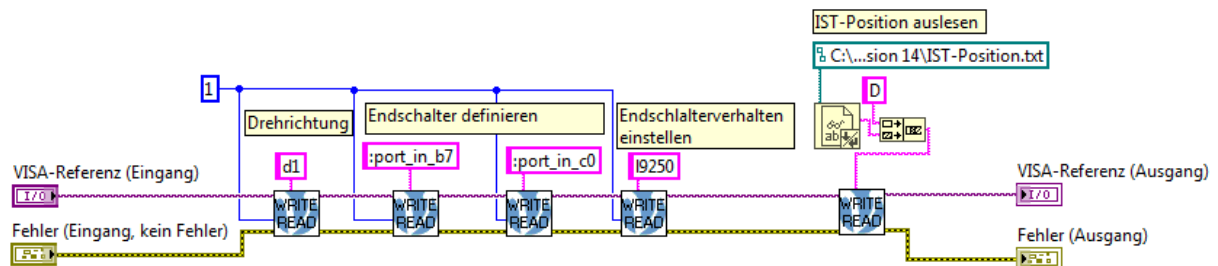 IST-Position auslesen
C:\...sion 14\IST-Position.txt
1
D
Drehrichtung
Endschalter definieren
Endschlalterverhalten
einstellen
ab
d1
:port_in_b7
:port_in_c0
l9250
VISA-Referenz (Eingang)
I/O
WRITE
READ
WRITE
READ
WRITE
READ
WRITE
READ
WRITE
READ
VISA-Referenz (Ausgang)
I/O
Fehler (Eingang, kein Fehler)
Fehler (Ausgang)